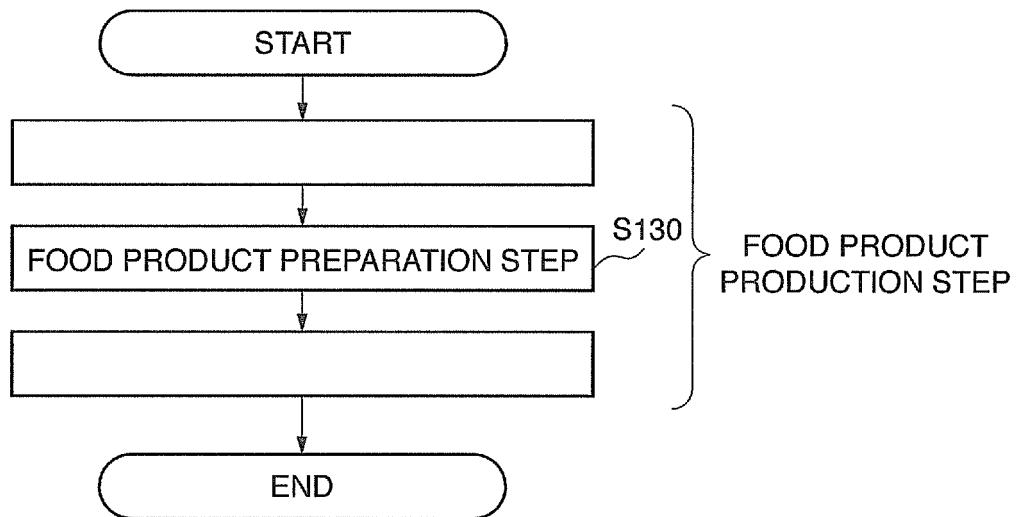 START
FOOD PRODUCT PREPARATION STEP
S130
FOOD PRODUCT
PRODUCTION STEP
END